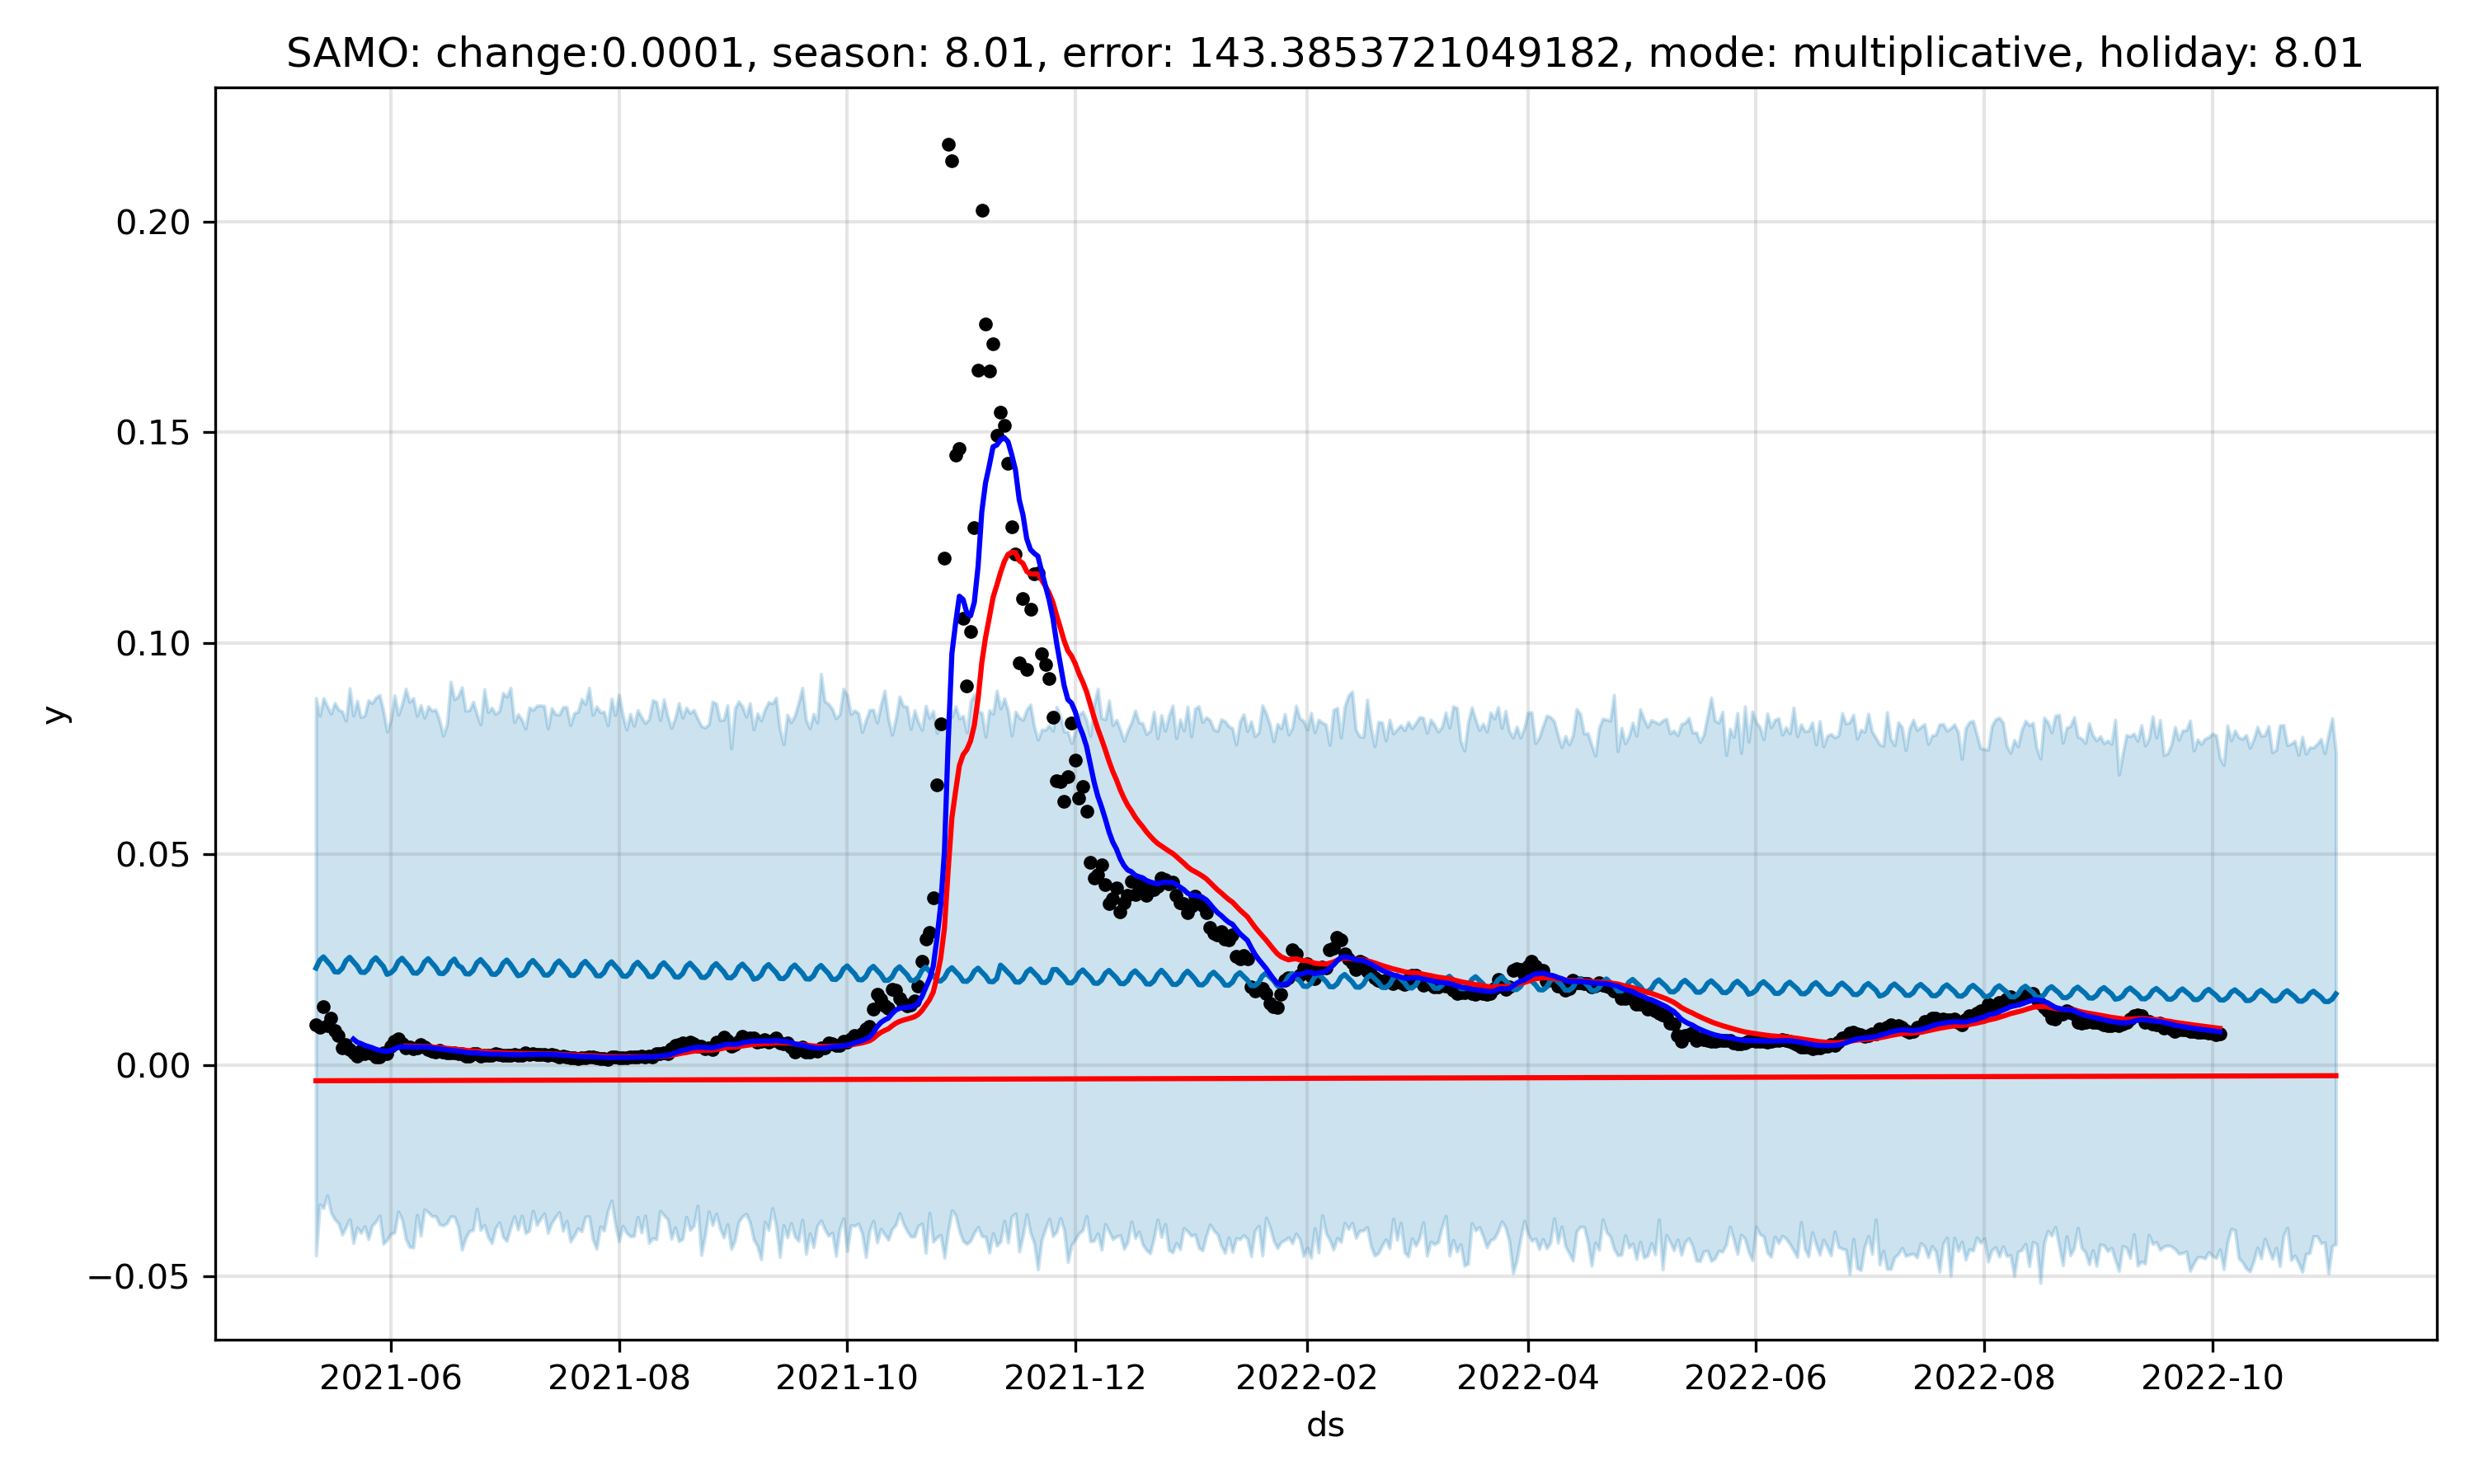 SAMO: change:0.0001, season: 8.01, error: 143.3853721049182, mode: multiplicative, holiday: 8.01
0.20
0.15
0.10
0.05
0.00
−0.05
y
2021-06 2021-08 2021-10 2021-12 2022-02 2022-04 2022-06 2022-08 2022-10
ds